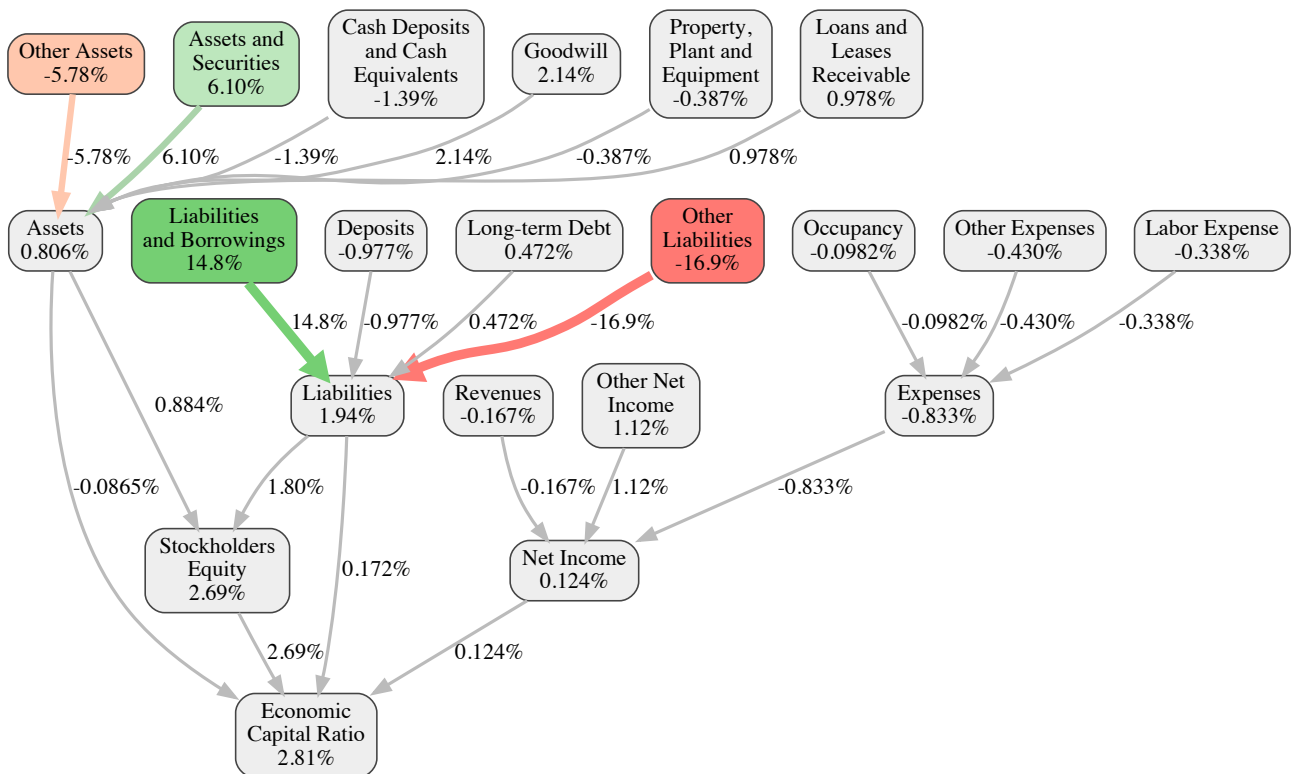 Other Assets
-5.78%
Assets and
Securities
6.10%
Cash Deposits
and Cash
Equivalents
-1.39%
Goodwill
2.14%
Property,
Plant and
Equipment
-0.387%
Loans and
Leases
Receivable
0.978%
-5.78%
6.10%
-1.39%
2.14%
-0.387%
0.978%
Assets
0.806%
Liabilities
and Borrowings
14.8%
Deposits
-0.977%
Long-term Debt
0.472%
Other
Liabilities
-16.9%
Occupancy
-0.0982%
Other Expenses
-0.430%
Labor Expense
-0.338%
14.8%
-0.977%
0.472%
-16.9%
-0.0982%
-0.430%
-0.338%
Liabilities
1.94%
Revenues
-0.167%
Other Net
Income
1.12%
Expenses
-0.833%
0.884%
-0.0865%
1.80%
-0.167%
1.12%
-0.833%
Stockholders
Equity
2.69%
0.172%
Net Income
0.124%
2.69%
0.124%
Economic
Capital Ratio
2.81%